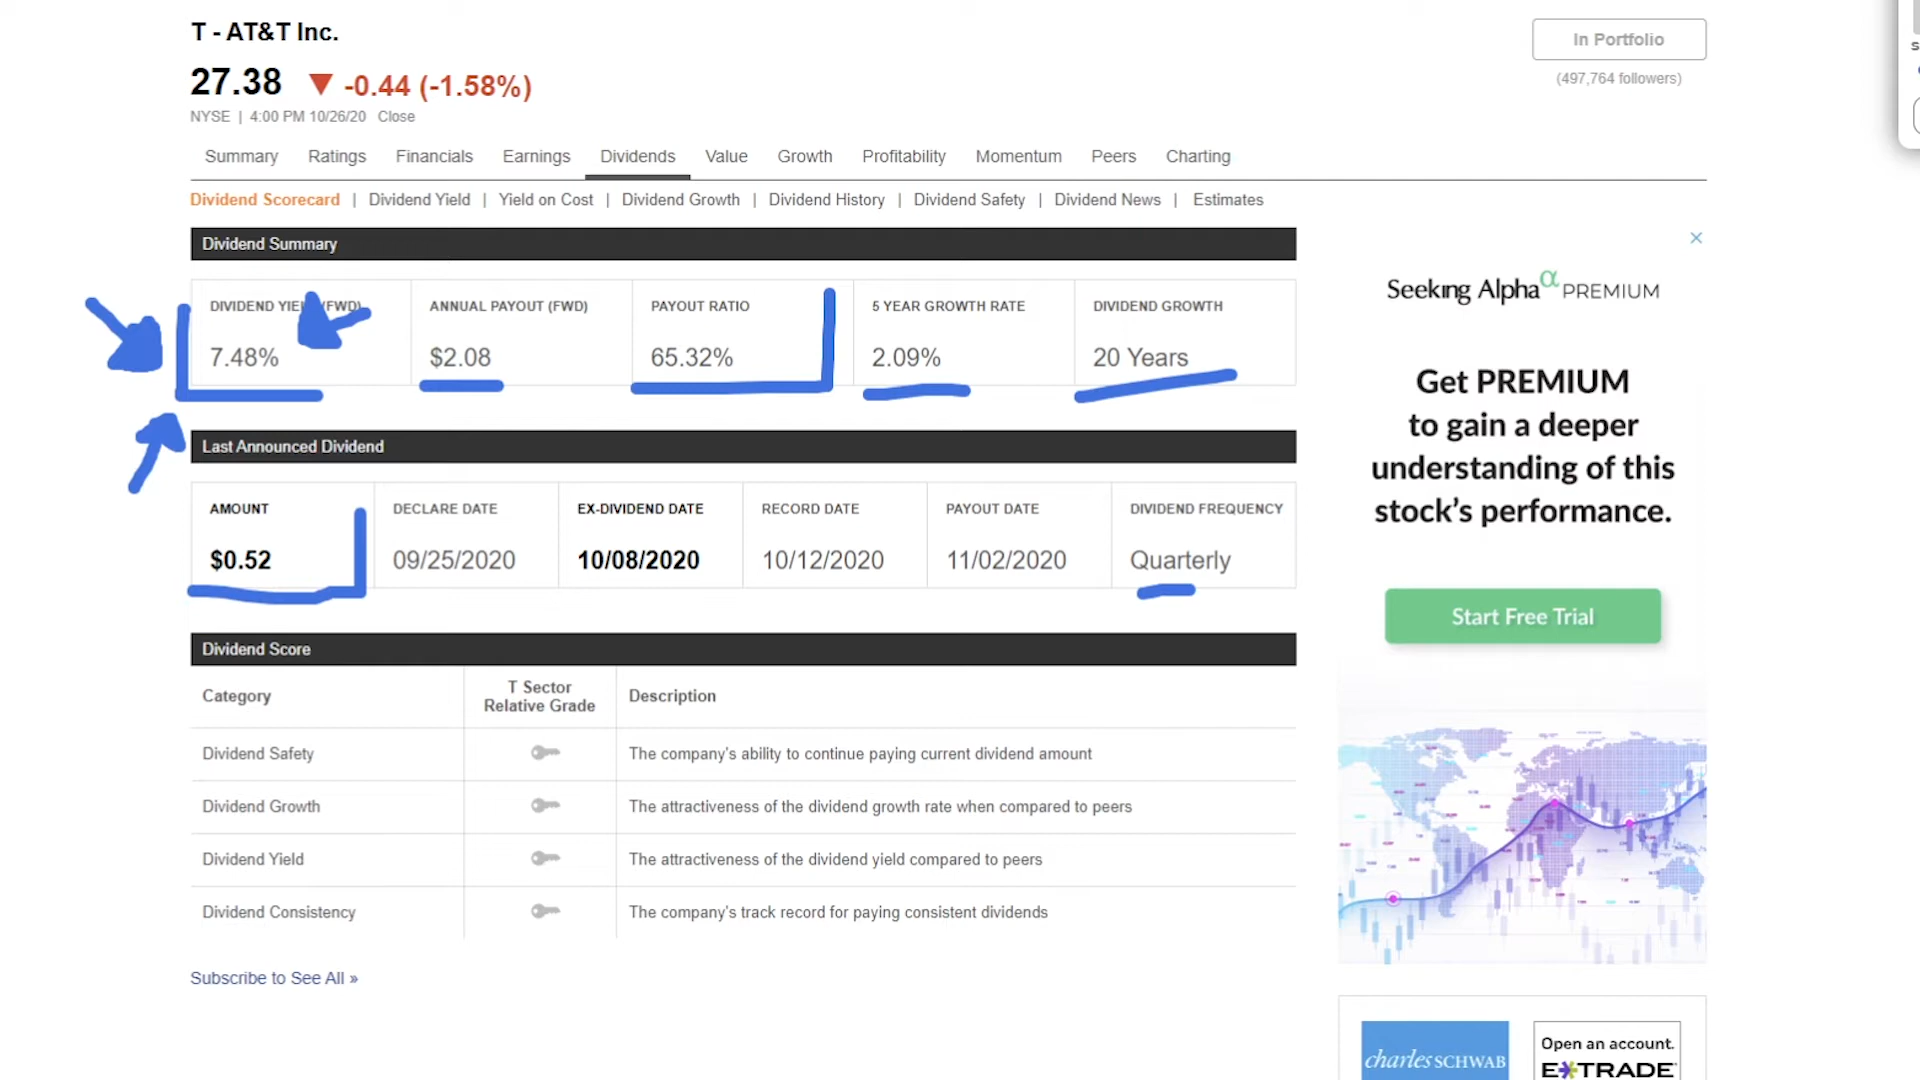 T - AT&T Inc.
27.38 ▼ -0.44 (-1.58%)
NYSE | 4:00 PM 10/26/20 Close
In Portfolio
(497,764 followers)
Summary Ratings Financials Earnings Dividends Value Growth Profitability Momentum Peers Charting
Dividend Scorecard | Dividend Yield | Yield on Cost | Dividend Growth | Dividend History | Dividend Safety | Dividend News | Estimates
Dividend Summary
DIVIDEND YIELD (FWD) ANNUAL PAYOUT (FWD) PAYOUT RATIO 5 YEAR GROWTH RATE DIVIDEND GROWTH
7.48% $2.08 65.32% 2.09% 20 Years
Last Announced Dividend
AMOUNT DECLARE DATE EX-DIVIDEND DATE RECORD DATE PAYOUT DATE DIVIDEND FREQUENCY
$0.52 09/25/2020 10/08/2020 10/12/2020 11/02/2020 Quarterly
Dividend Score
Category T Sector Relative Grade Description
Dividend Safety The company's ability to continue paying current dividend amount
Dividend Growth The attractiveness of the dividend growth rate when compared to peers
Dividend Yield The attractiveness of the dividend yield compared to peers
Dividend Consistency The company's track record for paying consistent dividends
Subscribe to See All »
Seeking Alpha α PREMIUM
Get PREMIUM
to gain a deeper
understanding of this
stock's performance.
Start Free Trial
charles SCHWAB
Open an account.
E*TRADE